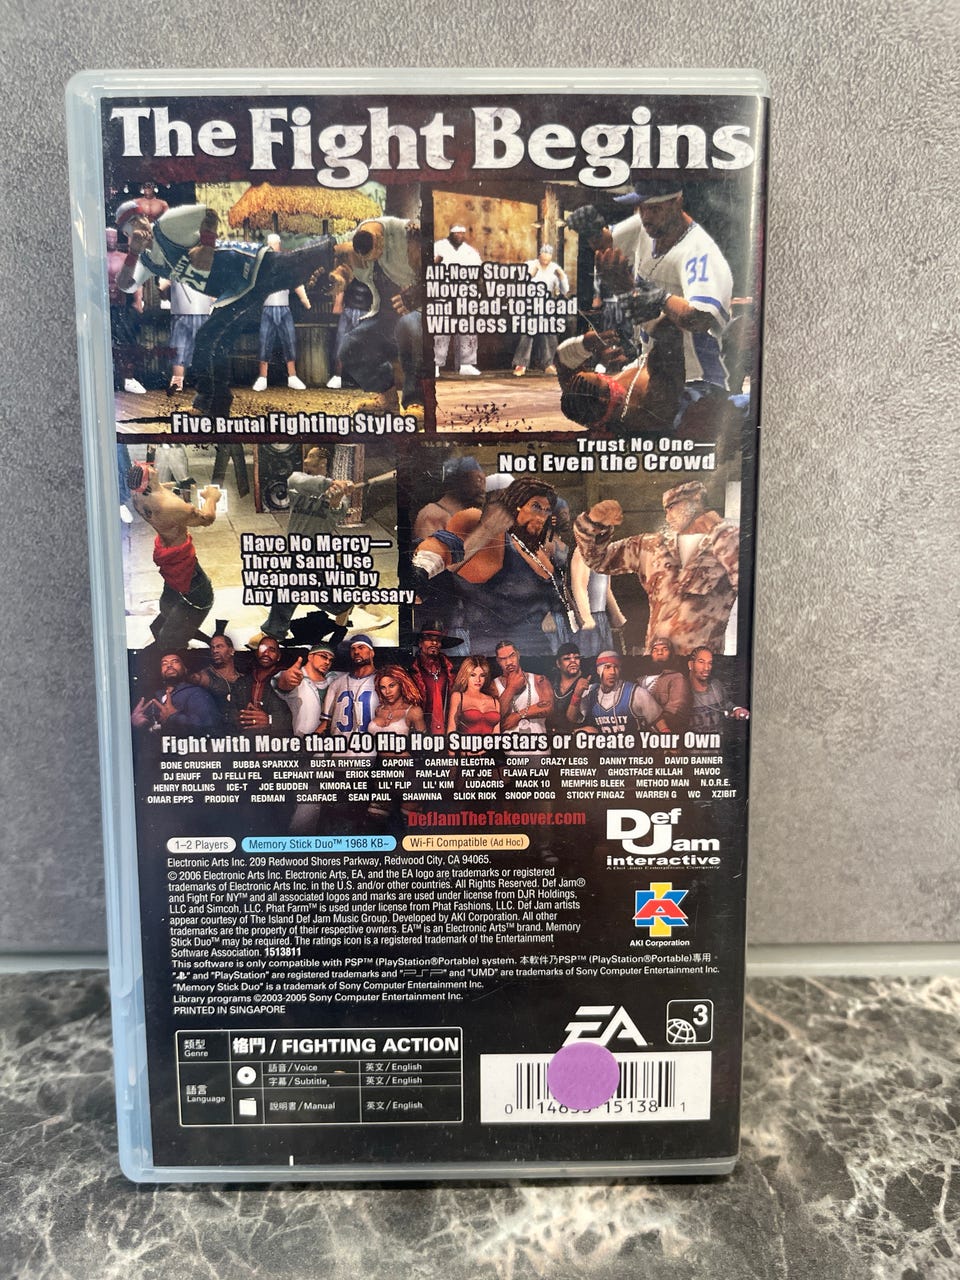 The Fight Begins
All-New Story,
Moves, Venues,
and Head-to-Head
Wireless Fights
31
Five Brutal Fighting Styles
Trust No One—
Not Even the Crowd
Have No Mercy—
Throw Sand, Use
Weapons, Win by
Any Means Necessary
31
BRICK CITY
Fight with More than 40 Hip Hop Superstars or Create Your Own
BONE CRUSHER BUBBA SPARXXX BUSTA RHYMES CAPONE CARMEN ELECTRA COMP CRAZY LEGS DANNY TREJO DAVID BANNER
DJ ENUFF DJ FELLI FEL ELEPHANT MAN ERICK SERMON FAM-LAY FAT JOE FLAVA FLAV FREEWAY GHOSTFACE KILLAH HAVOC
HENRY ROLLINS ICE-T JOE BUDDEN KIMORA LEE LIL' FLIP LIL' KIM LUDACRIS MACK 10 MEMPHIS BLEEK METHOD MAN N.O.R.E.
OMAR EPPS PRODIGY REDMAN SCARFACE SEAN PAUL SHAWNNA SLICK RICK SNOOP DOGG STICKY FINGAZ WARREN G WC XZIBIT
DefJamTheTakeover.com
1–2 Players
Memory Stick Duo™ 1968 KB~
Wi-Fi Compatible (Ad Hoc)
Def
Jam
interactive
A Def Jam Enterprises Company
Electronic Arts Inc. 209 Redwood Shores Parkway, Redwood City, CA 94065.
© 2006 Electronic Arts Inc. Electronic Arts, EA, and the EA logo are trademarks or registered
trademarks of Electronic Arts Inc. in the U.S. and/or other countries. All Rights Reserved. Def Jam®
and Fight For NY™ and all associated logos and marks are used under license from DJR Holdings,
LLC and Simcoh, LLC. Phat Farm™ is used under license from Phat Fashions, LLC. Def Jam artists
appear courtesy of The Island Def Jam Music Group. Developed by AKI Corporation. All other
trademarks are the property of their respective owners. EA™ is an Electronic Arts™ brand. Memory
Stick Duo™ may be required. The ratings icon is a registered trademark of the Entertainment
Software Association. 1513811
AKI Corporation
This software is only compatible with PSP™ (PlayStation®Portable) system. 本軟件乃PSP™ (PlayStation®Portable)專用。
"PS" and "PlayStation" are registered trademarks and "PSP" and "UMD" are trademarks of Sony Computer Entertainment Inc.
"Memory Stick Duo" is a trademark of Sony Computer Entertainment Inc.
Library programs ©2003-2005 Sony Computer Entertainment Inc.
PRINTED IN SINGAPORE
EA™
3
類型
Genre
格鬥 / FIGHTING ACTION
語言
Language
語音/Voice 英文/English
字幕/Subtitle 英文/English
說明書/Manual 英文/English
0 14633 15138 1